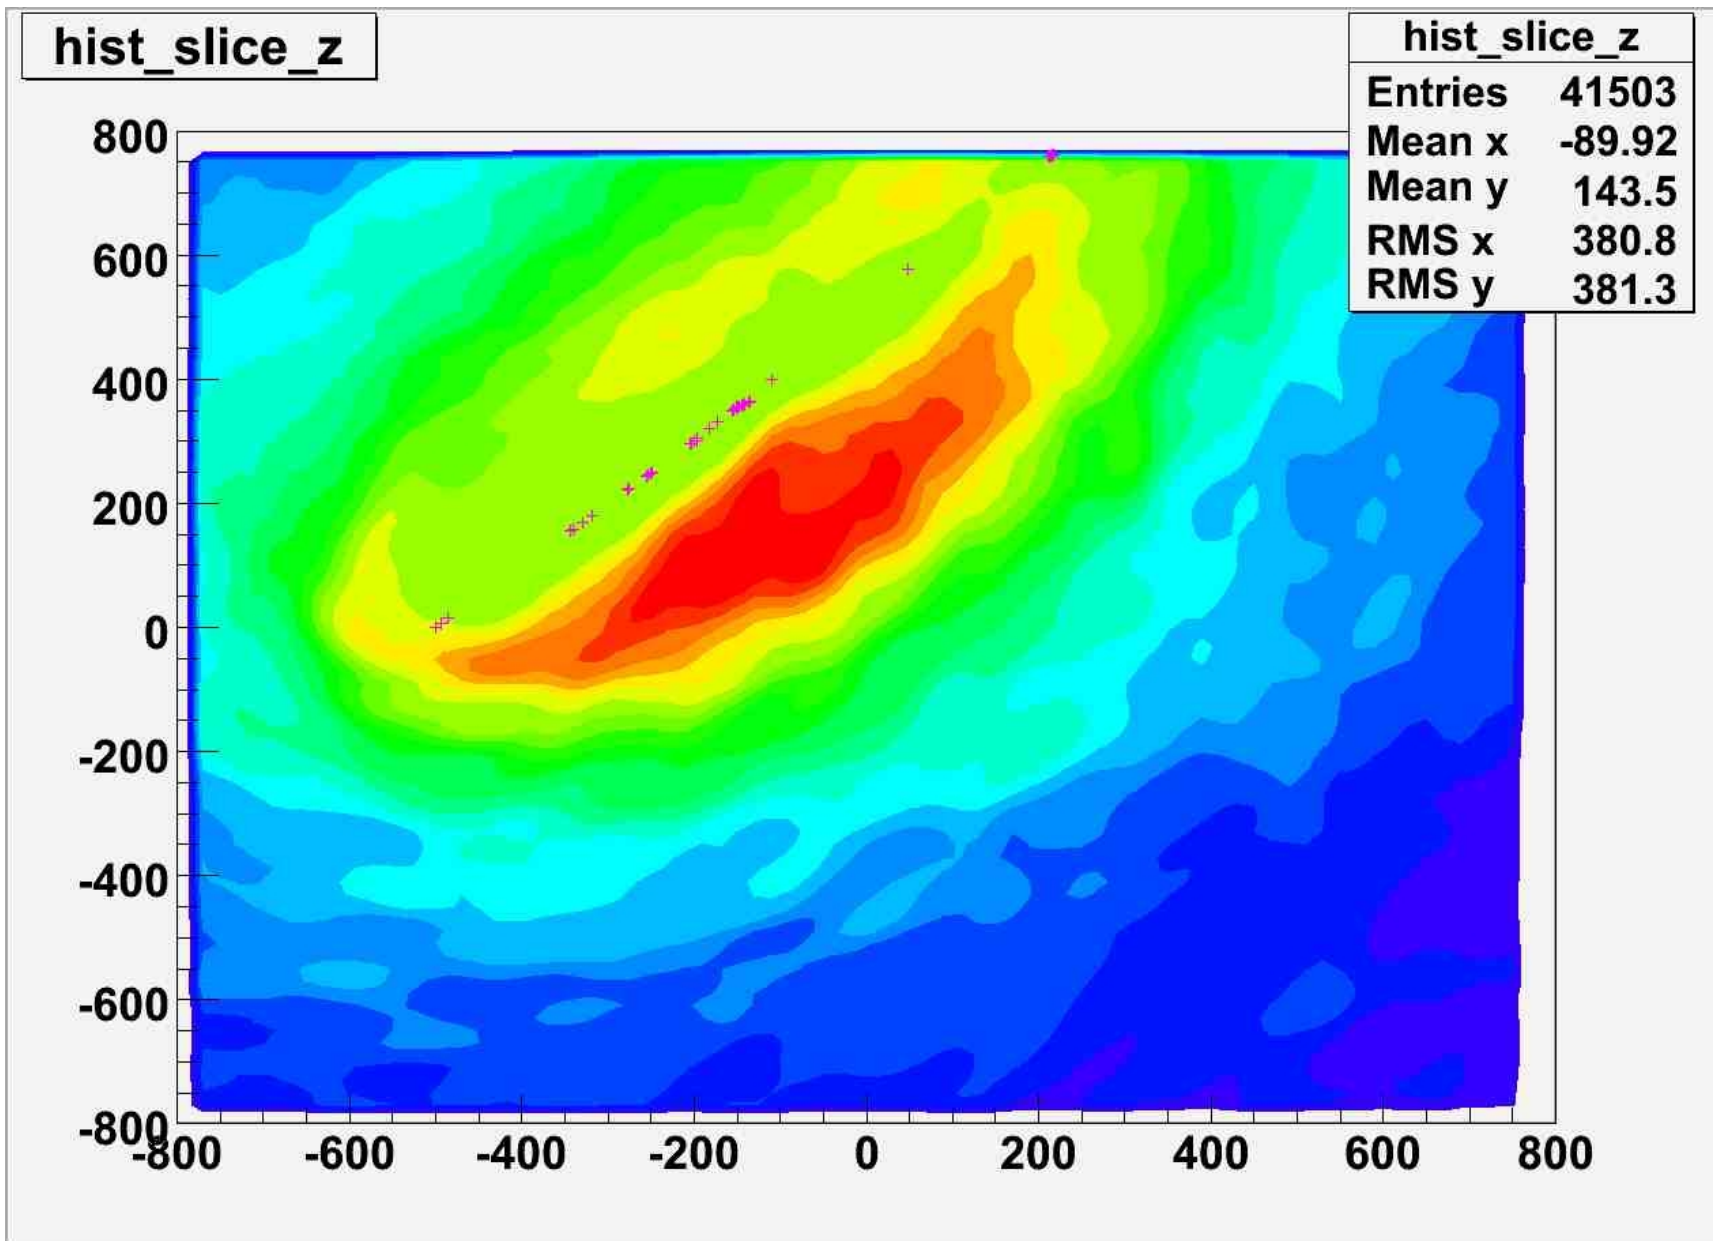 hist_slice_z
hist_slice_z
Entries 41503
Mean x -89.92
Mean y 143.5
RMS x 380.8
RMS y 381.3
800
600
400
200
0
-200
-400
-600
-800
-800 -600 -400 -200 0 200 400 600 800